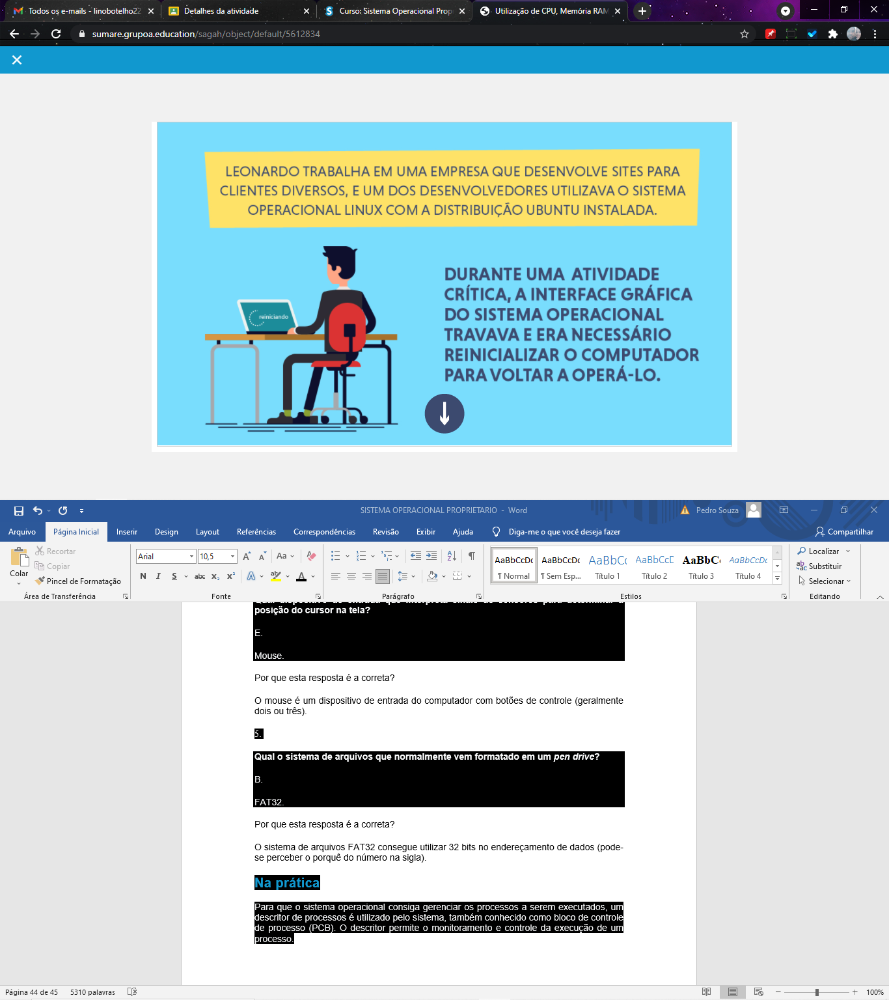 Todos os e-mails - linobotelho22
Detalhes da atividade
Curso: Sistema Operacional Prop
Utilização de CPU, Memória RAM
sumare.grupoa.education/sagah/object/default/5612834
LEONARDO TRABALHA EM UMA EMPRESA QUE DESENVOLVE SITES PARA
CLIENTES DIVERSOS, E UM DOS DESENVOLVEDORES UTILIZAVA O SISTEMA
OPERACIONAL LINUX COM A DISTRIBUIÇÃO UBUNTU INSTALADA.
reiniciando
DURANTE UMA ATIVIDADE
CRÍTICA, A INTERFACE GRÁFICA
DO SISTEMA OPERACIONAL
TRAVAVA E ERA NECESSÁRIO
REINICIALIZAR O COMPUTADOR
PARA VOLTAR A OPERÁ-LO.
SISTEMA OPERACIONAL PROPRIETARIO - Word
Pedro Souza
Arquivo Página Inicial Inserir Design Layout Referências Correspondências Revisão Exibir Ajuda Diga-me o que você deseja fazer Compartilhar
Colar
Recortar
Copiar
Pincel de Formatação
Área de Transferência
Arial 10,5 A A Aa
N I S abc x₂ x² A A
Fonte
Parágrafo
AaBbCcDc AaBbCcDc AaBbCc AaBbCcD AaBbCc AaBbCcDc
¶ Normal ¶ Sem Esp... Título 1 Título 2 Título 3 Título 4
Estilos
Localizar
Substituir
Selecionar
Editando
posição do cursor na tela?
E.
Mouse.
Por que esta resposta é a correta?
O mouse é um dispositivo de entrada do computador com botões de controle (geralmente
dois ou três).
5.
Qual o sistema de arquivos que normalmente vem formatado em um pen drive?
B.
FAT32.
Por que esta resposta é a correta?
O sistema de arquivos FAT32 consegue utilizar 32 bits no endereçamento de dados (pode-
se perceber o porquê do número na sigla).
Na prática
Para que o sistema operacional consiga gerenciar os processos a serem executados, um
descritor de processos é utilizado pelo sistema, também conhecido como bloco de controle
de processo (PCB). O descritor permite o monitoramento e controle da execução de um
processo.
Página 44 de 45 5310 palavras 100%